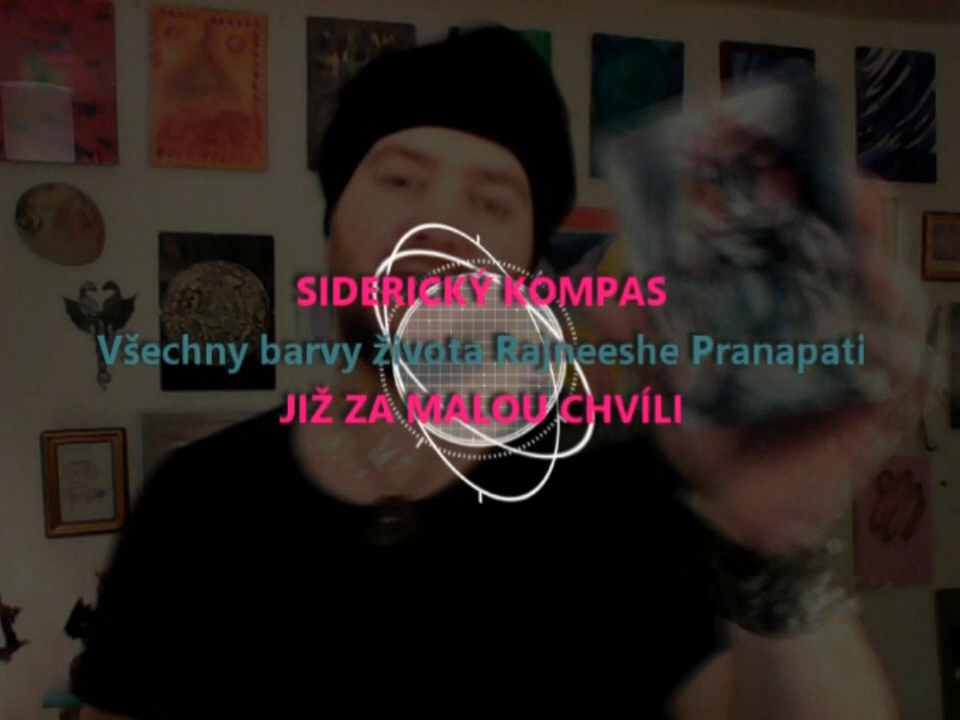 SIDERICKÝ KOMPAS
Všechny barvy života Rajneeshe Pranapati
JIŽ ZA MALOU CHVÍLI